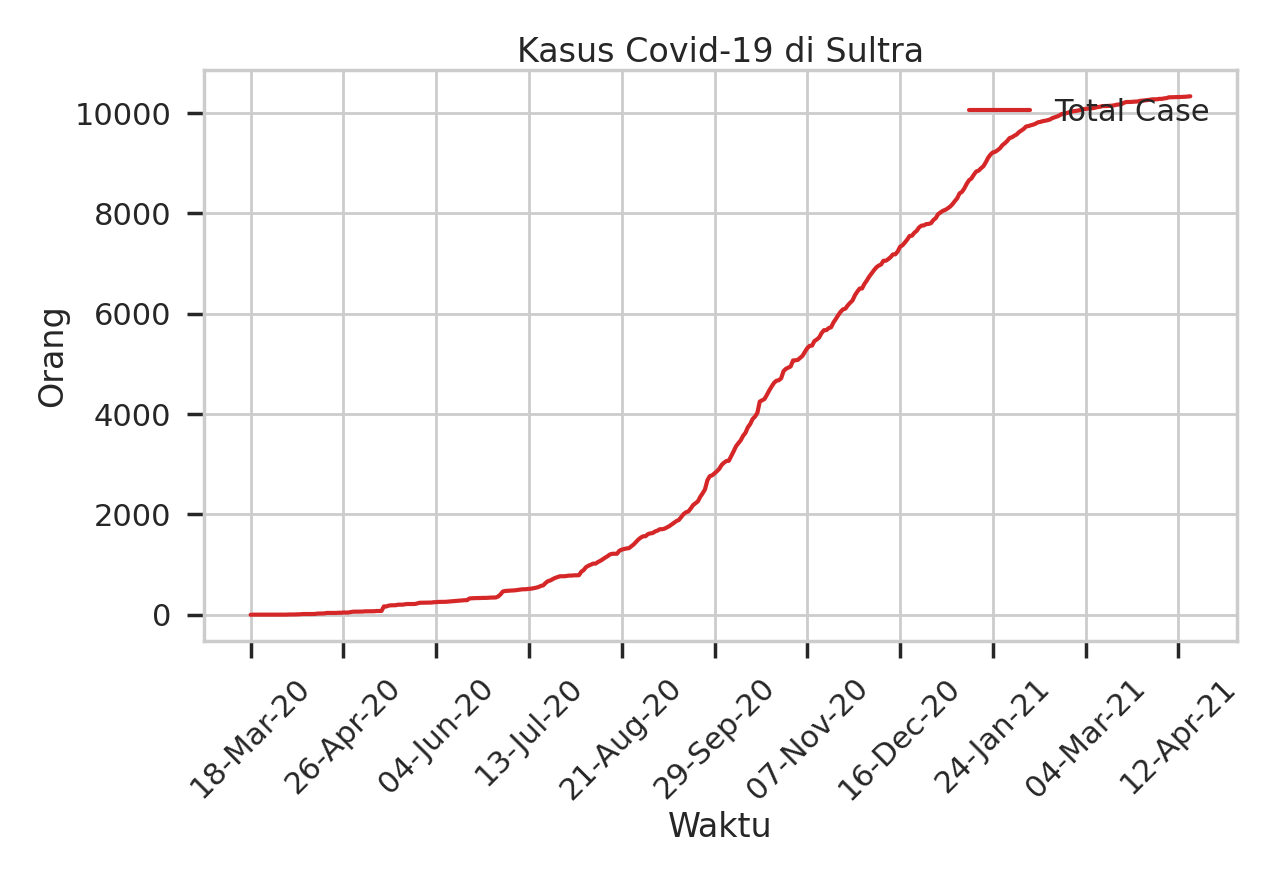 Kasus Covid-19 di Sultra
Total Case
Orang
10000
8000
6000
4000
2000
0
18-Mar-20
26-Apr-20
04-Jun-20
13-Jul-20
21-Aug-20
29-Sep-20
07-Nov-20
16-Dec-20
24-Jan-21
04-Mar-21
12-Apr-21
Waktu